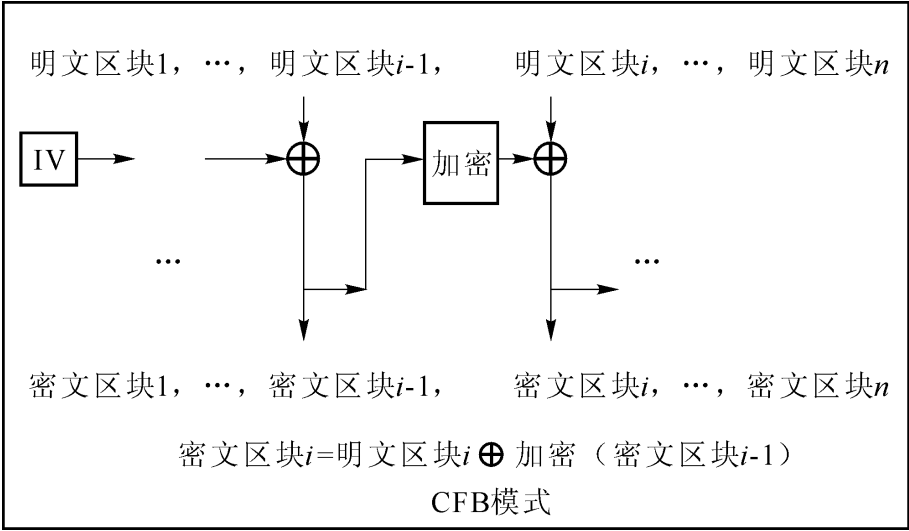 明文区块1，…，明文区块i-1， 明文区块i，…，明文区块n
IV
加密
… …
密文区块1，…，密文区块i-1， 密文区块i，…，密文区块n
密文区块i=明文区块i⊕加密（密文区块i-1）
CFB模式